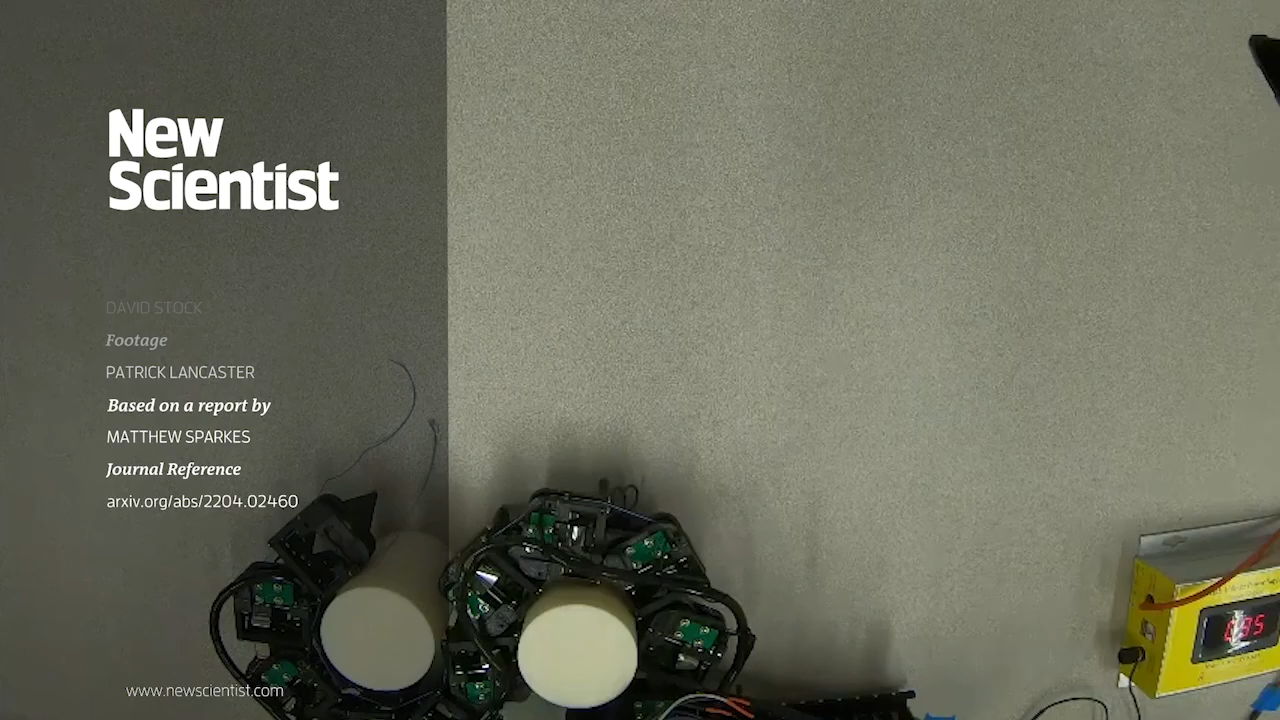 New
Scientist
DAVID STOCK
Footage
PATRICK LANCASTER
Based on a report by
MATTHEW SPARKES
Journal Reference
arxiv.org/abs/2204.02460
www.newscientist.com